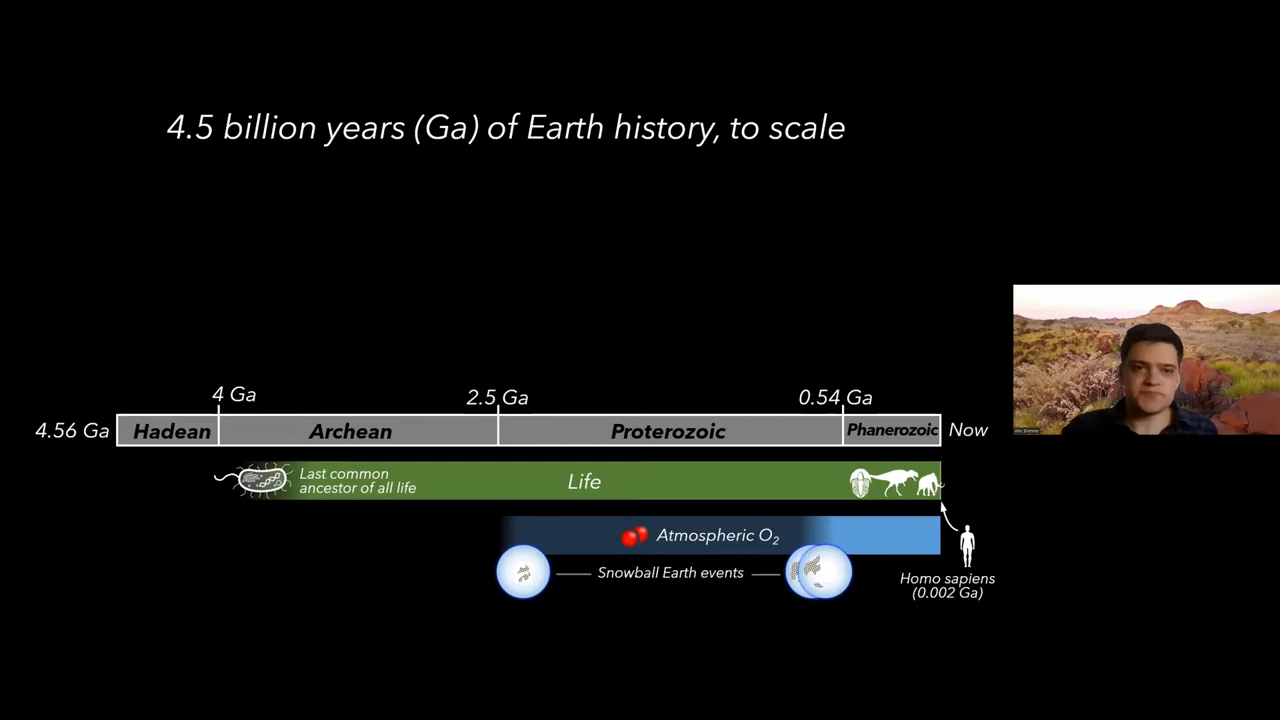 4.5 billion years (Ga) of Earth history, to scale
4 Ga
2.5 Ga
0.54 Ga
4.56 Ga
Hadean
Archean
Proterozoic
Phanerozoic
Now
Last common
ancestor of all life
Life
Atmospheric O₂
Snowball Earth events
Homo sapiens
(0.002 Ga)